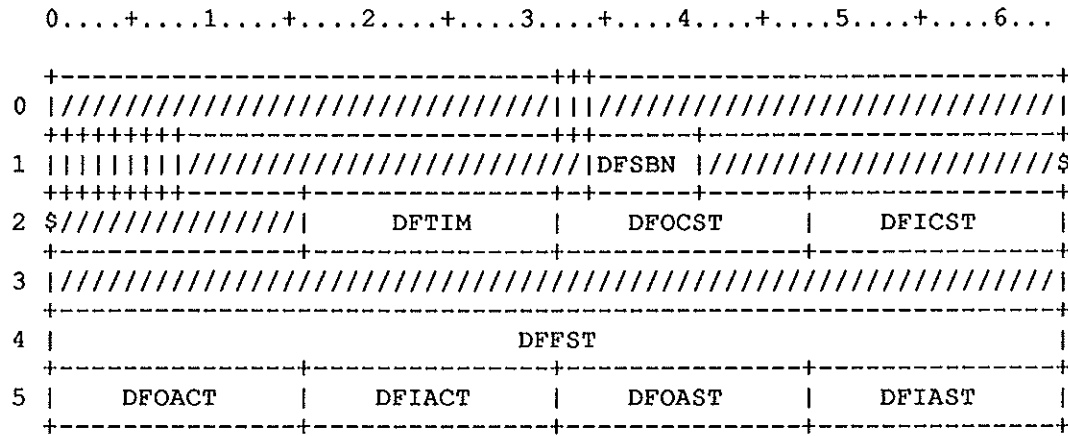 0....+....1....+....2....+....3....+....4....+....5....+....6...
+-------------------------------+++-----------------------------+
0 |///////////////////////////////|||/////////////////////////////|
+++++++++-----------------------+++------+----------------------+
1 |||||||||/////////////////////////|DFSBN |//////////////////////$
+++++++++-------+---------------+-+------+------+---------------+
2 $///////////////|     DFTIM     |    DFOCST     |    DFICST     |
+---------------+---------------+---------------+---------------+
3 |///////////////////////////////////////////////////////////////|
+---------------------------------------------------------------+
4 |                             DFFST                             |
+---------------+---------------+---------------+---------------+
5 |    DFOACT     |    DFIACT     |    DFOAST     |    DFIAST     |
+---------------+---------------+---------------+---------------+